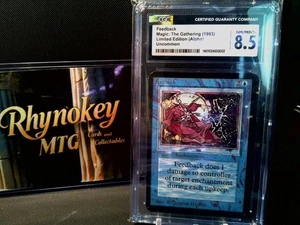 Rhynokey
MTG
Cards and
Collectables
CERTIFIED GUARANTY COMPANY
Feedback
Magic: The Gathering (1993)
Limited Edition (Alpha)
Uncommon
8.5
Feedback does 1
damage to controller
of target enchantment
during each upkeep.